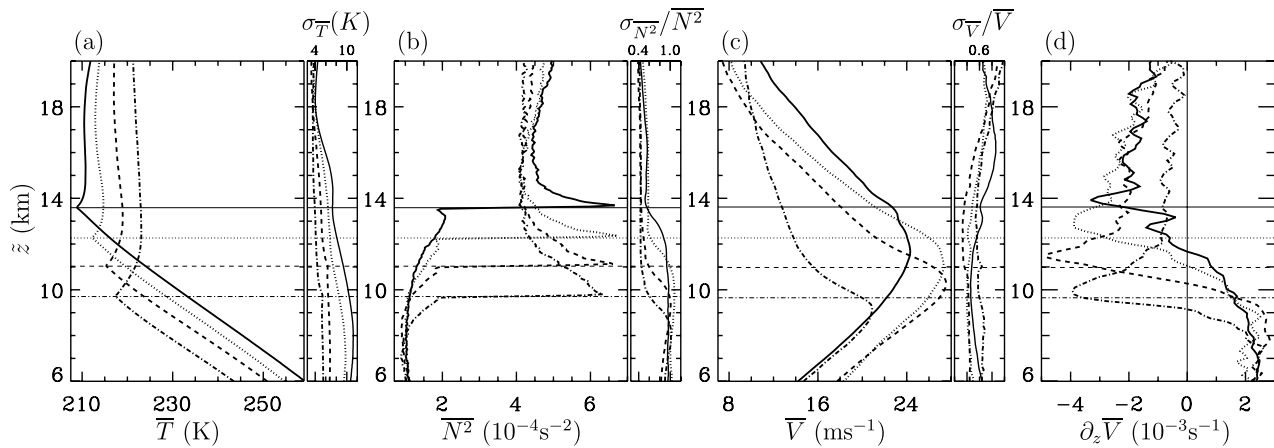 σ_T̅(K) σ_N̅²̅/N̅²̅ σ_V̅/V̅
(a) 4 10 (b) 0.4 1.0 (c) 0.6 (d)
18 18 18 18
14 14 14 14
z̃ (km)
10 10 10 10
6 6 6 6
210 230 250 2 4 6 8 16 24 -4 -2 0 2
T̅ (K) N̅²̅ (10⁻⁴s⁻²) V̅ (ms⁻¹) ∂_zV̅ (10⁻³s⁻¹)